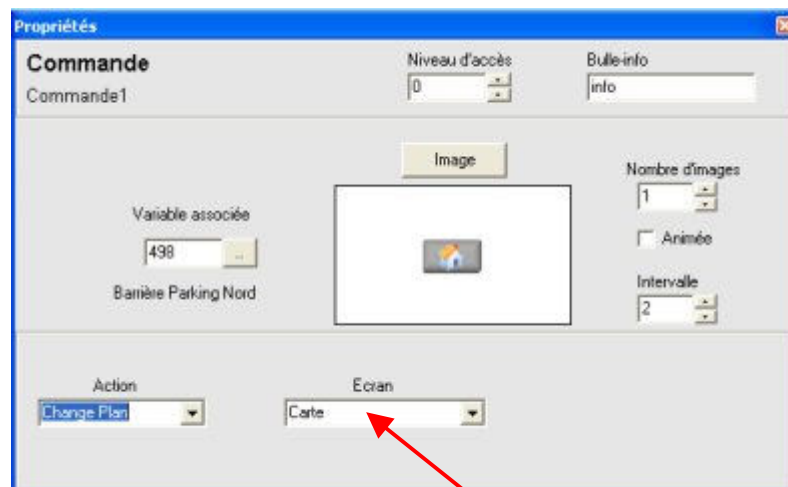 Propriétés
Commande
Niveau d'accès
Bulle-info
Commande1
0
info
Image
Nombre d'images
1
Variable associée
Animée
498
...
Intervalle
Barrière Parking Nord
2
Action
Ecran
Change Plan
Carte